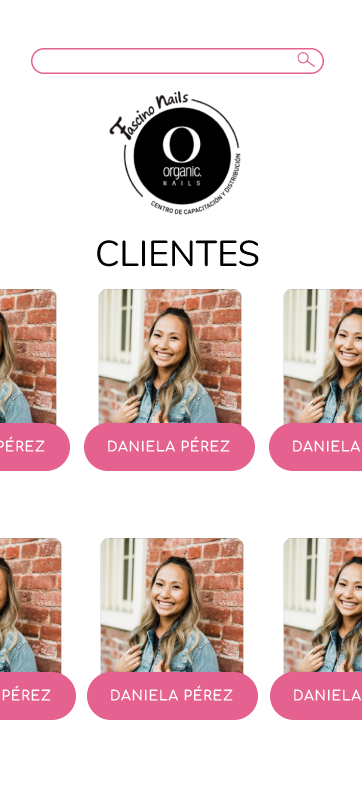 Fascino Nails
organic.
NAILS
CENTRO DE CAPACITACIÓN Y DISTRIBUCIÓN
CLIENTES
PÉREZ
DANIELA PÉREZ
DANIELA
PÉREZ
DANIELA PÉREZ
DANIELA